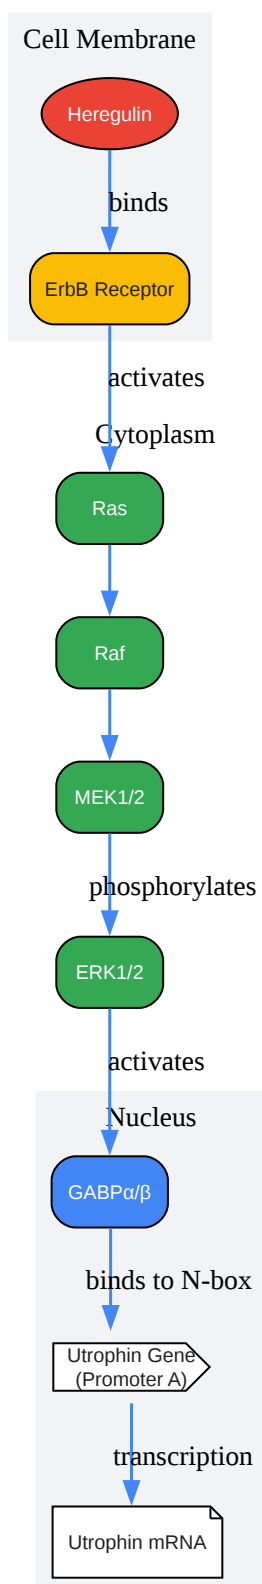 Cell Membrane
Heregulin
binds
ErbB Receptor
activates
Cytoplasm
Ras
Raf
MEK1/2
phosphorylates
ERK1/2
activates
Nucleus
GABPα/β
binds to N-box
Utrophin Gene
(Promoter A)
transcription
Utrophin mRNA